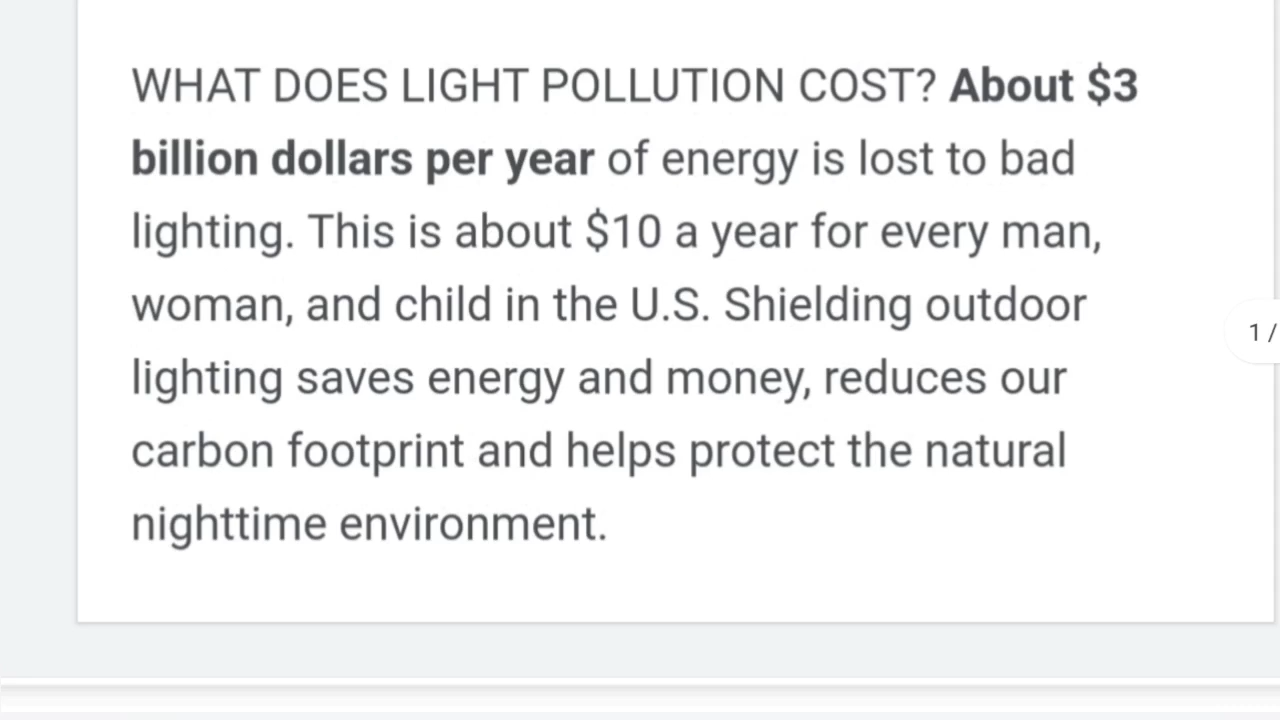 WHAT DOES LIGHT POLLUTION COST? About $3
billion dollars per year of energy is lost to bad
lighting. This is about $10 a year for every man,
woman, and child in the U.S. Shielding outdoor
1 /
lighting saves energy and money, reduces our
carbon footprint and helps protect the natural
nighttime environment.